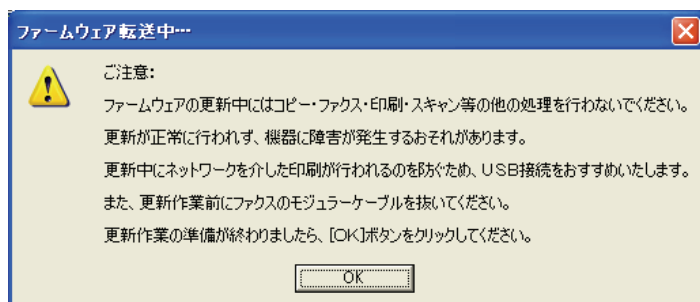 ファームウェア転送中…
ご注意:
ファームウェアの更新中にはコピー・ファクス・印刷・スキャン等の他の処理を行わないでください。
更新が正常に行われず、機器に障害が発生するおそれがあります。
更新中にネットワークを介した印刷が行われるのを防ぐため、USB接続をおすすめいたします。
また、更新作業前にファクスのモジュラーケーブルを抜いてください。
更新作業の準備が終わりましたら、[OK]ボタンをクリックしてください。
OK